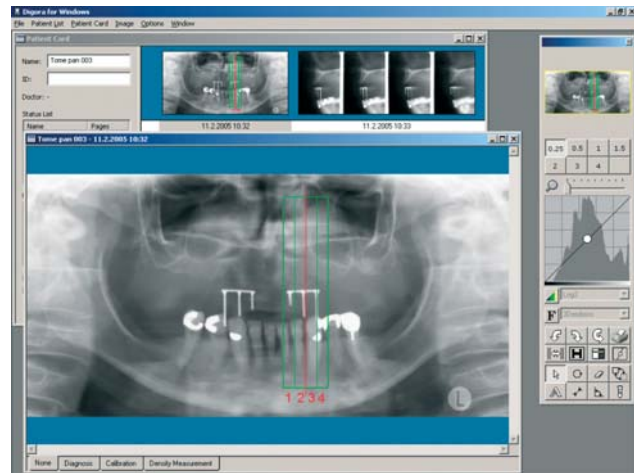 Digora for Windows
File Patient List Patient Card Image Options Window
Patient Card
Name: Tome pan 003
ID:
Doctor: -
Status List
Name Pages
11.2.2005 10:32 11.2.2005 10:33
Tome pan 003 - 11.2.2005 10:32
1 2 3 4
L
None Diagnosis Calibration Density Measurement
0.25 0.5 1 1.5
2 3 4
F
A